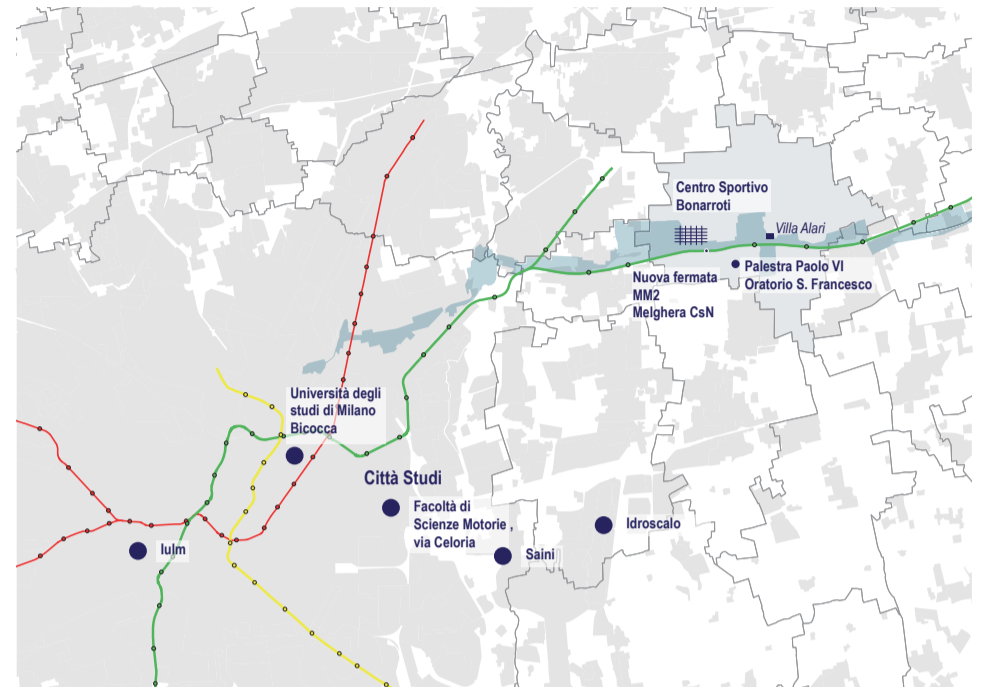 Centro Sportivo
Bonarroti
Villa Alari
Palestra Paolo VI
Oratorio S. Francesco
Nuova fermata
MM2
Melghera CsN
Università degli
studi di Milano
Bicocca
Città Studi
Facoltà di
Scienze Motorie ,
via Celoria
Idroscalo
Iulm
Saini